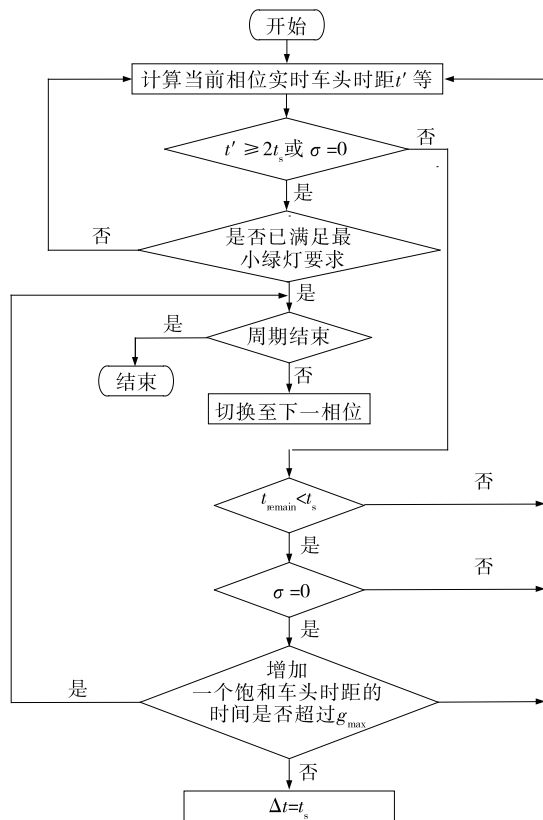 开始
计算当前相位实时车头时距t′等
否
t′≥2tₛ或 σ=0
是
否
是否已满足最
小绿灯要求
是
是
周期结束
否
结束
切换至下一相位
否
t_remain<tₛ
是
否
σ=0
是
增加
是
一个饱和车头时距的
时间是否超过g_max
否
Δt=tₛ